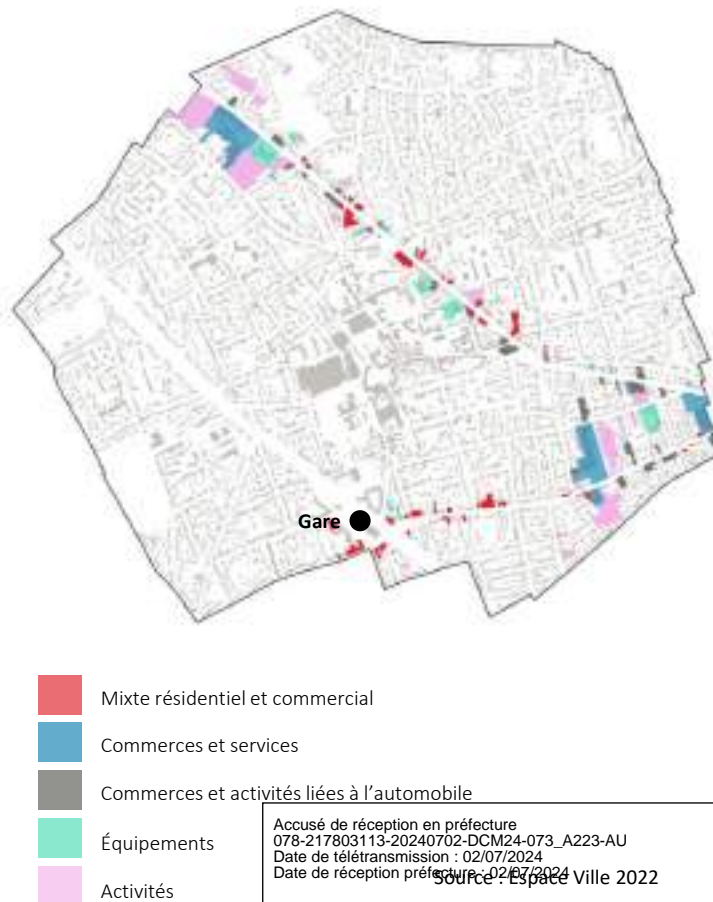 Gare
Mixte résidentiel et commercial
Commerces et services
Commerces et activités liées à l'automobile
Équipements
Activités
Accusé de réception en préfecture
078-217803113-20240702-DCM24-073_A223-AU
Date de télétransmission : 02/07/2024
Date de réception préfecture : 02/07/2024
Source : Espace Ville 2022